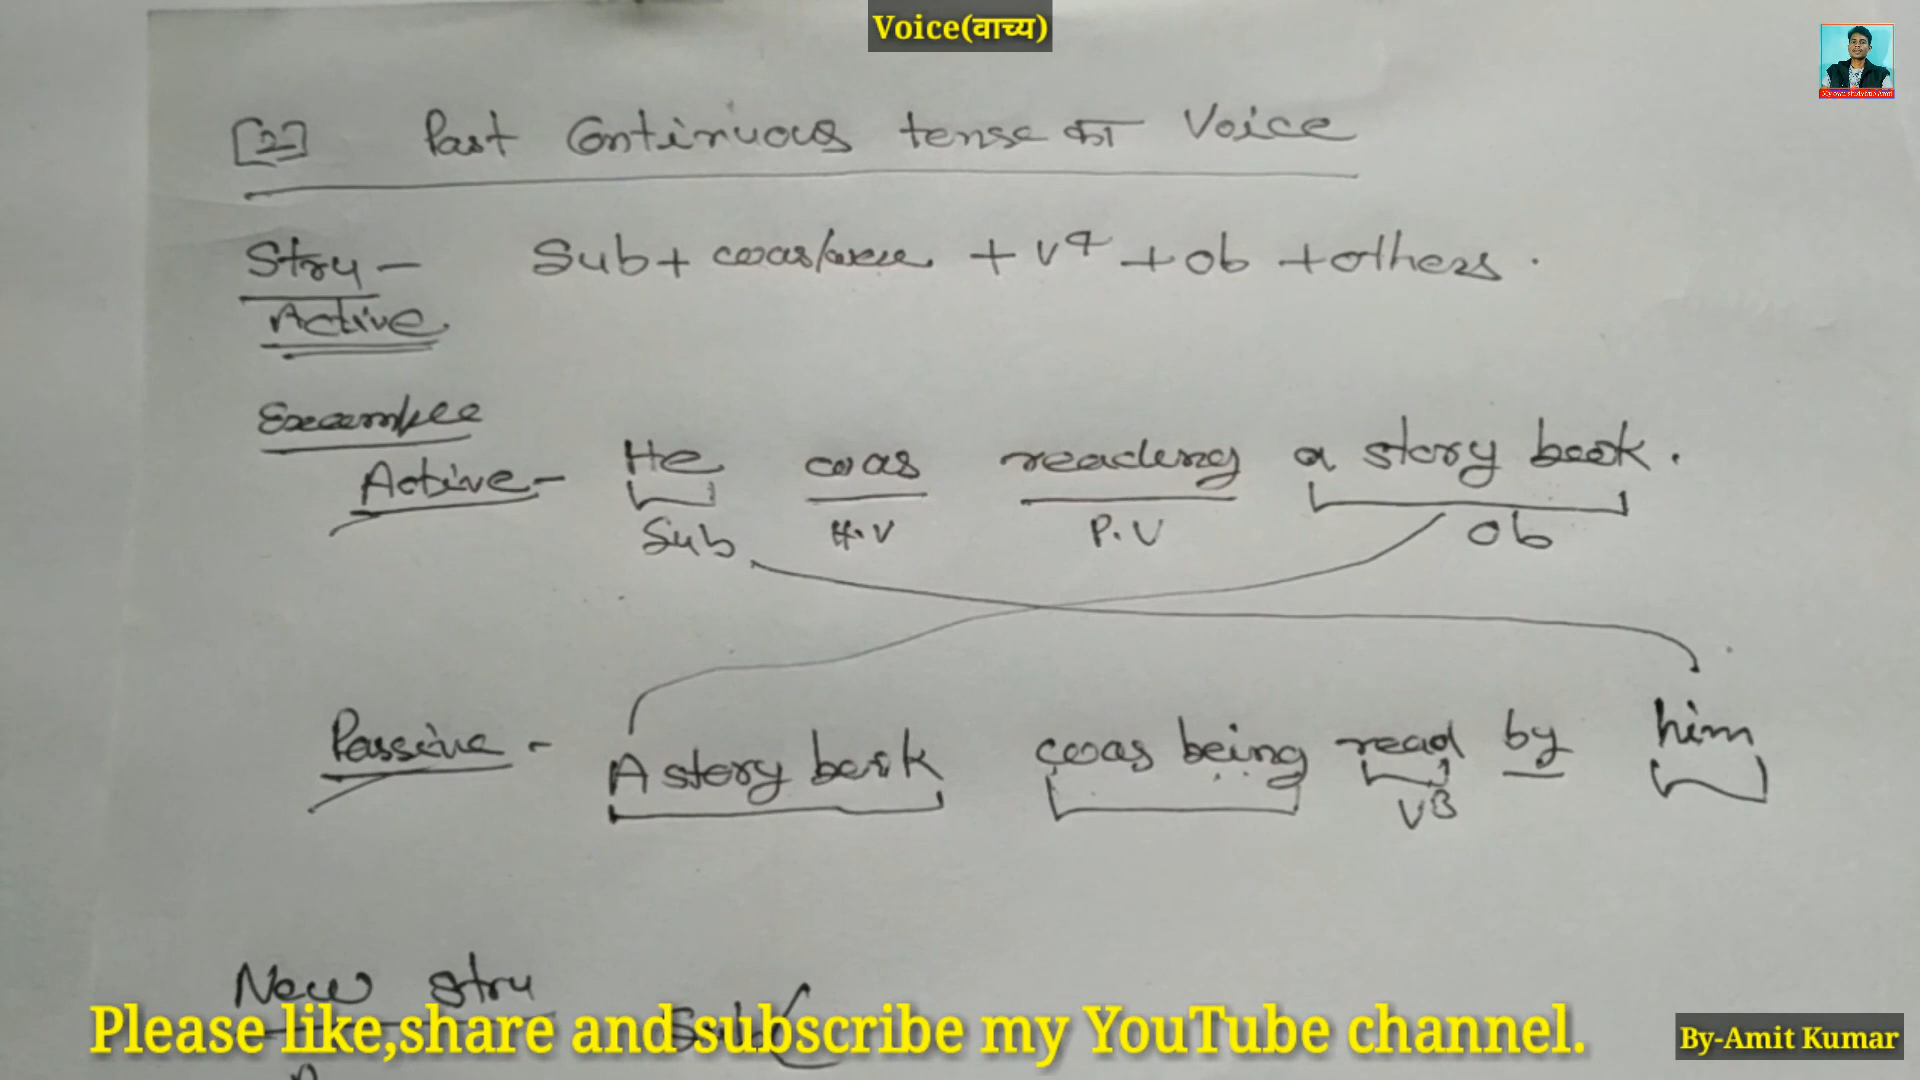 Voice(वाच्य)
[2] Past Continuous tense का Voice
Stru - Sub + was/were + v4 + ob + others.
Active
Example
Active - He was reading a story book.
Sub H.V P.V Ob
Passive - A story book was being read by him
V3
New stru Sub(
Please like,share and subscribe my YouTube channel.
By-Amit Kumar